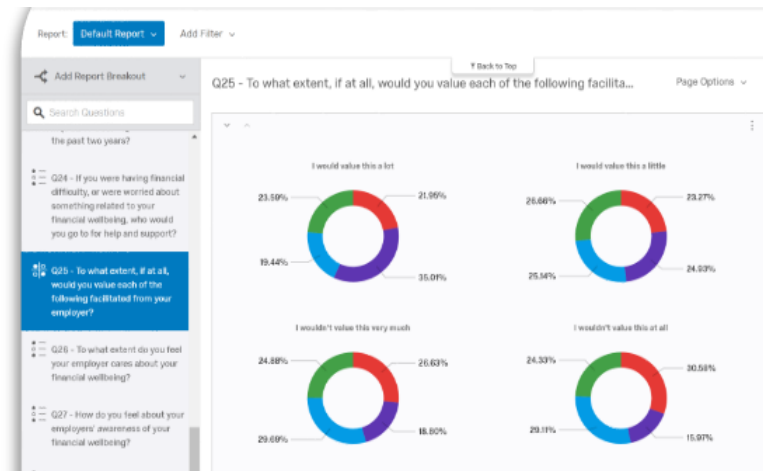 Report:
Default Report
Add Filter
Add Report Breakout
Search Questions
the past two years?
Q24 - If you were having financial
difficulty, or were worried about
something related to your
financial wellbeing, who would
you go to for help and support?
Q25 - To what extent, if at all,
would you value each of the
following facilitated from your
employer?
Q26 - To what extent do you feel
your employer cares about your
financial wellbeing?
Q27 - How do you feel about your
employers' awareness of your
financial wellbeing?
Back to Top
Q25 - To what extent, if at all, would you value each of the following facilita...
Page Options
I would value this a lot
23.59%
21.95%
19.44%
35.01%
I would value this a little
26.66%
23.27%
25.14%
24.93%
I wouldn't value this very much
24.88%
26.63%
29.69%
18.80%
I wouldn't value this at all
24.33%
30.58%
29.11%
15.97%